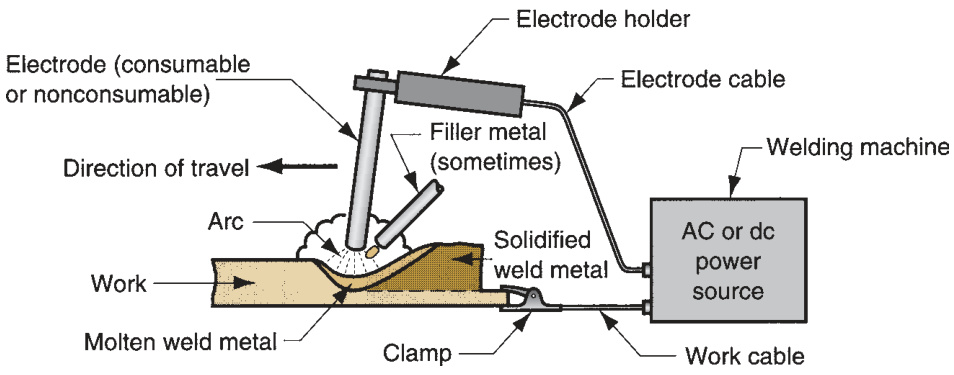 Electrode holder
Electrode (consumable
or nonconsumable)
Electrode cable
Filler metal
(sometimes)
Direction of travel
Welding machine
Arc
AC or dc
power
source
Solidified
weld metal
Work
Molten weld metal
Clamp
Work cable